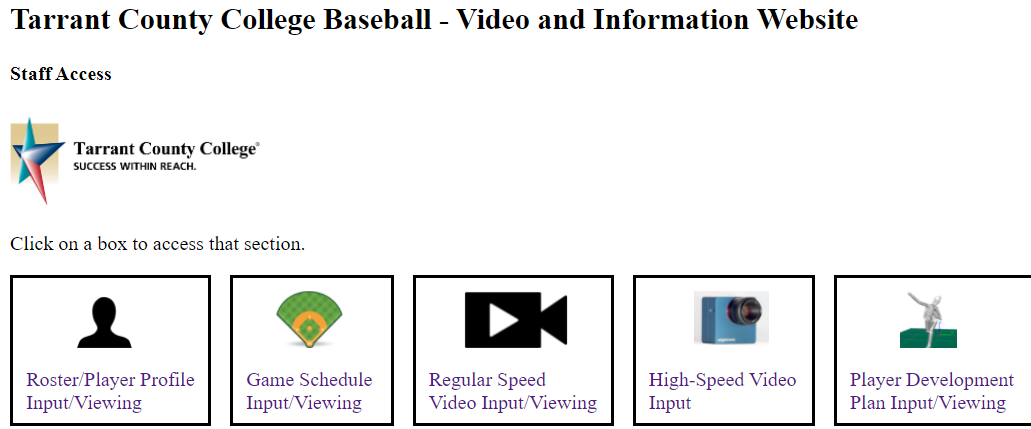 Tarrant County College Baseball - Video and Information Website
Staff Access
Tarrant County College®
SUCCESS WITHIN REACH.
Click on a box to access that section.
Roster/Player Profile
Input/Viewing
Game Schedule
Input/Viewing
Regular Speed
Video Input/Viewing
High-Speed Video
Input
Player Development
Plan Input/Viewing